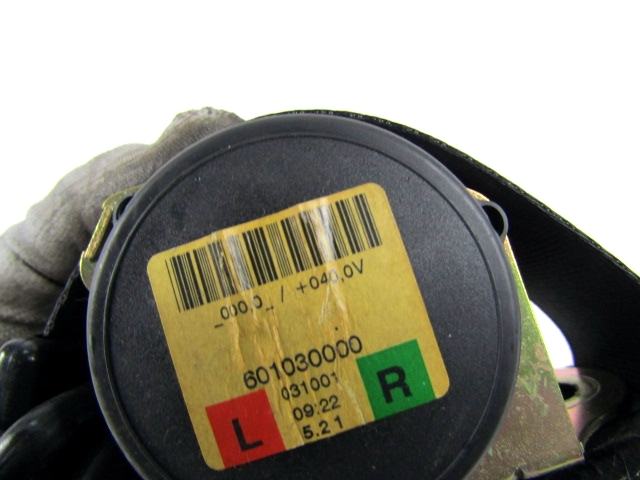 _000,0_ / +040,0V
601030000
031001
L 09:22 R
5.21